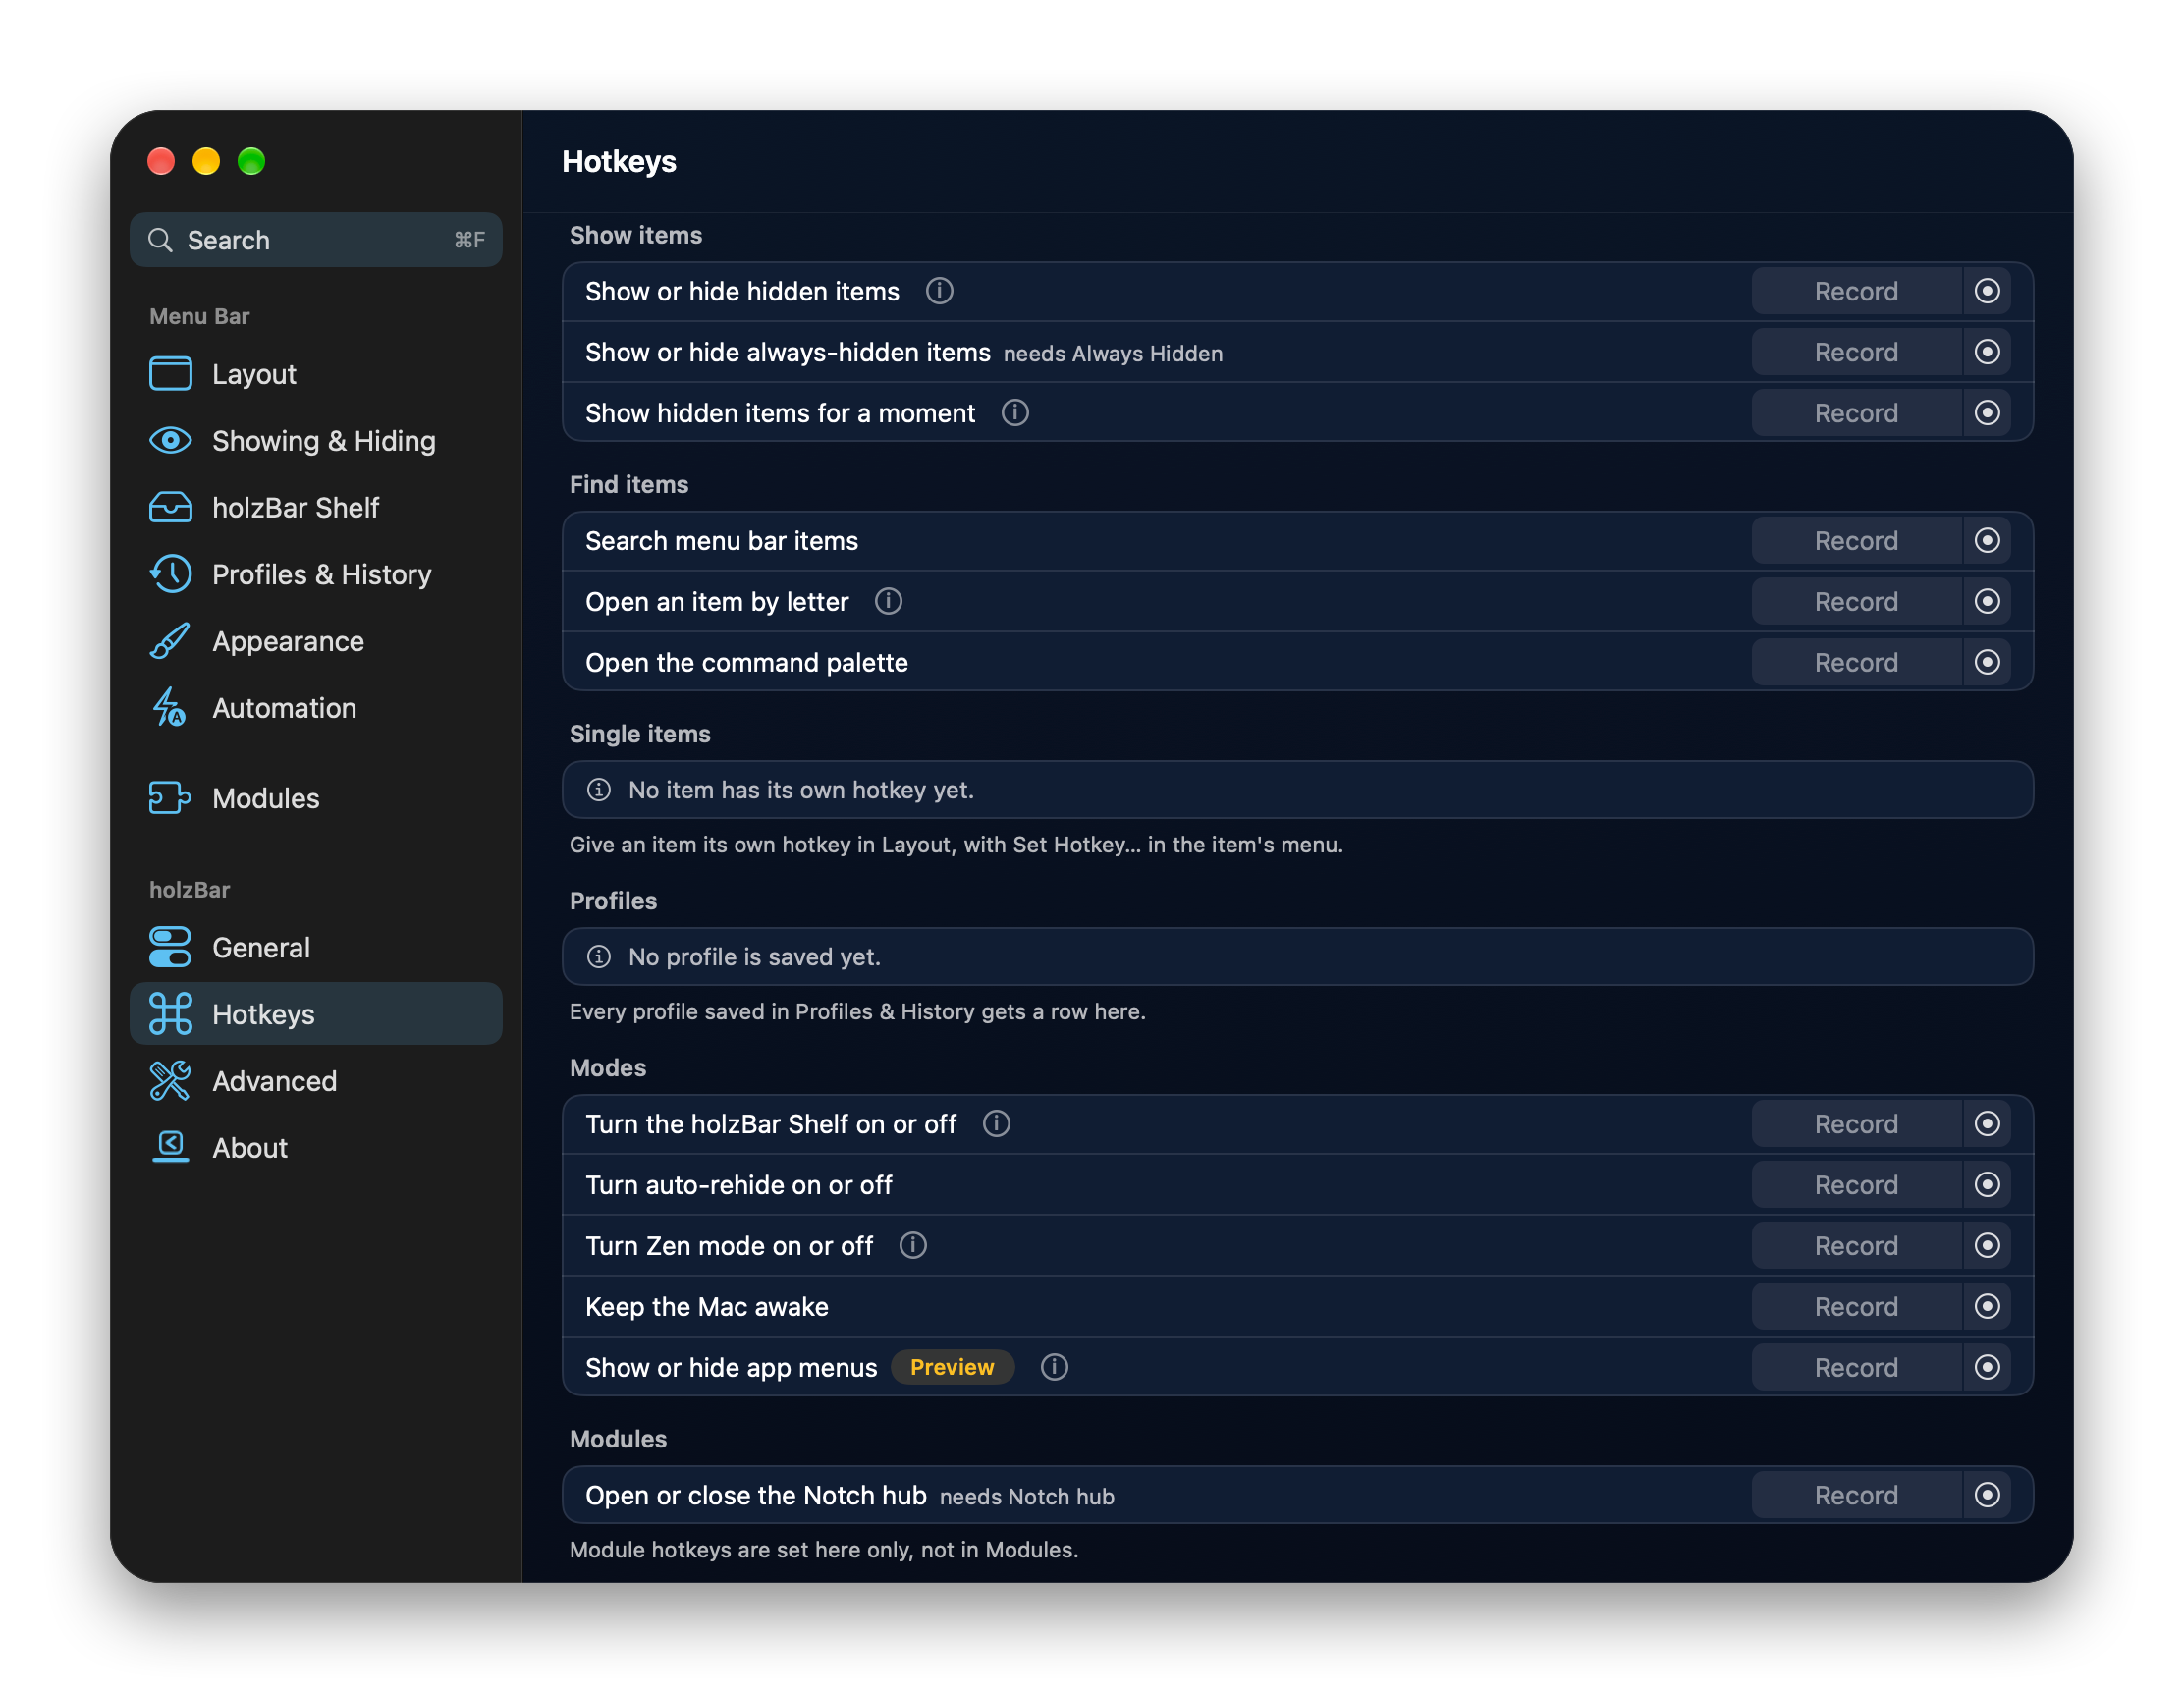 Hotkeys
Search ⌘F
Menu Bar
Layout
Showing & Hiding
holzBar Shelf
Profiles & History
Appearance
Automation
Modules
holzBar
General
Hotkeys
Advanced
About
Show items
Show or hide hidden items Record
Show or hide always-hidden items needs Always Hidden Record
Show hidden items for a moment Record
Find items
Search menu bar items Record
Open an item by letter Record
Open the command palette Record
Single items
No item has its own hotkey yet.
Give an item its own hotkey in Layout, with Set Hotkey... in the item's menu.
Profiles
No profile is saved yet.
Every profile saved in Profiles & History gets a row here.
Modes
Turn the holzBar Shelf on or off Record
Turn auto-rehide on or off Record
Turn Zen mode on or off Record
Keep the Mac awake Record
Show or hide app menus Preview Record
Modules
Open or close the Notch hub needs Notch hub Record
Module hotkeys are set here only, not in Modules.